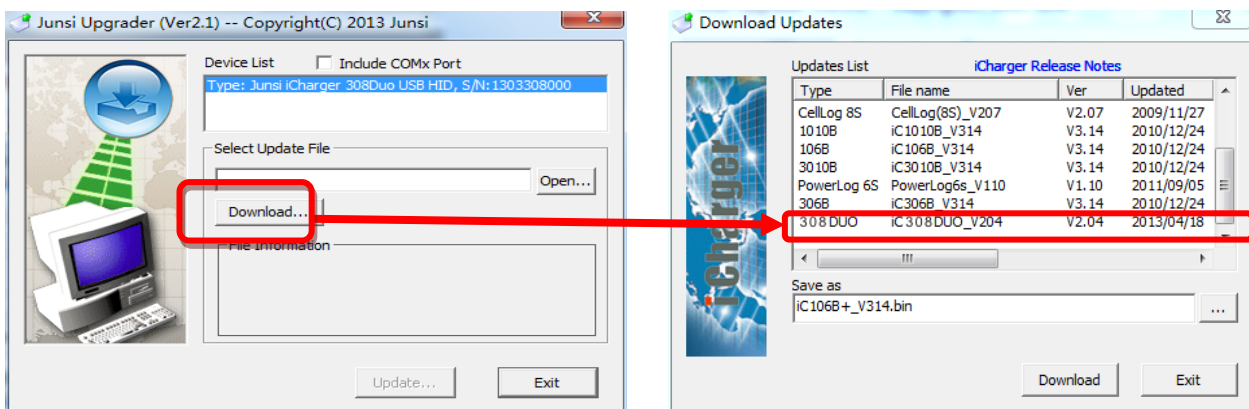 Junsi Upgrader (Ver2.1) -- Copyright(C) 2013 Junsi
Device List Include COMx Port
Type: Junsi iCharger 308Duo USB HID, S/N:1303308000
Select Update File
Open...
Download...
File Information
Update... Exit
Download Updates
iCharger
Updates List iCharger Release Notes
Type File name Ver Updated
CellLog 8S CellLog(8S)_V207 V2.07 2009/11/27
1010B iC1010B_V314 V3.14 2010/12/24
106B iC106B_V314 V3.14 2010/12/24
3010B iC3010B_V314 V3.14 2010/12/24
PowerLog 6S PowerLog6s_V110 V1.10 2011/09/05
306B iC306B_V314 V3.14 2010/12/24
308DUO iC308DUO_V204 V2.04 2013/04/18
Save as
iC106B+_V314.bin ...
Download Exit